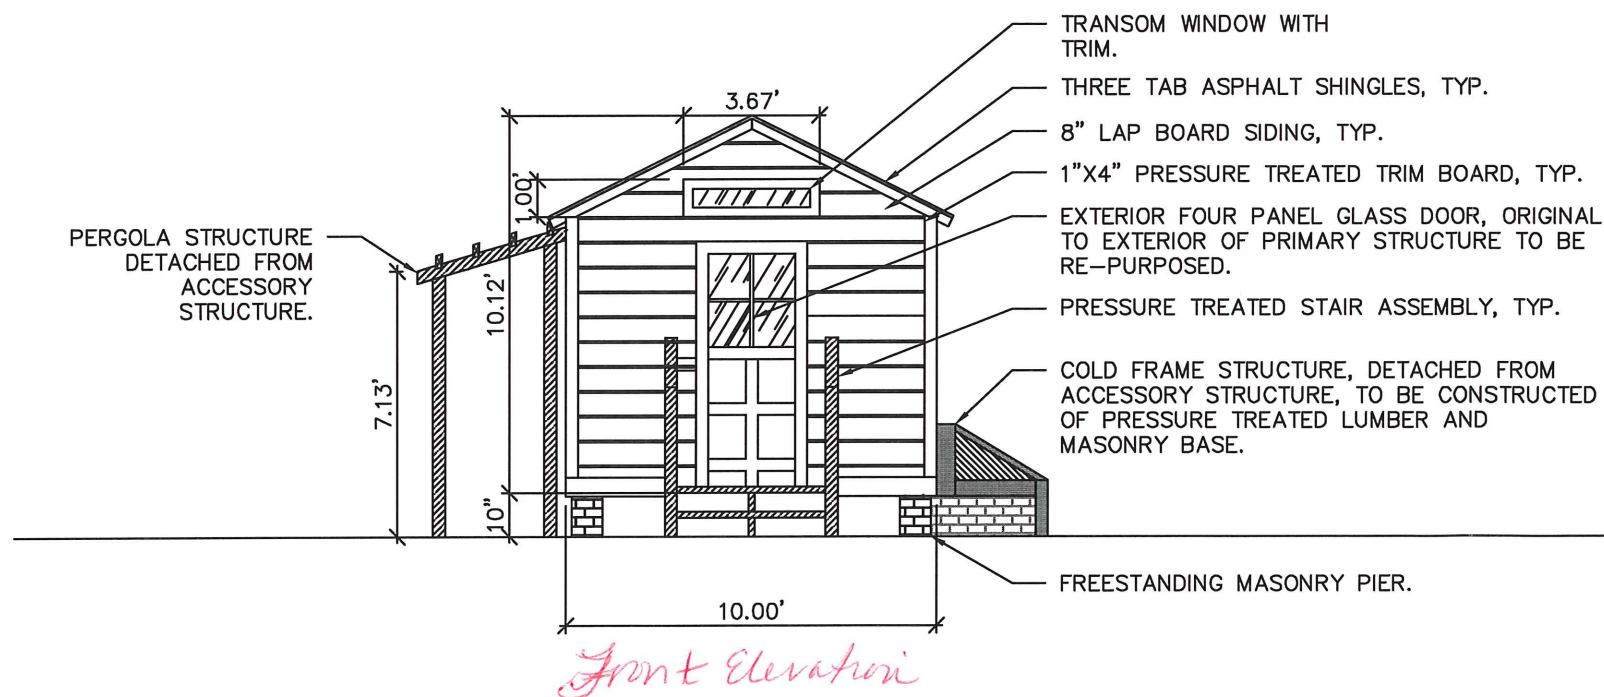 TRANSOM WINDOW WITH
TRIM.
THREE TAB ASPHALT SHINGLES, TYP.
8" LAP BOARD SIDING, TYP.
1"X4" PRESSURE TREATED TRIM BOARD, TYP.
EXTERIOR FOUR PANEL GLASS DOOR, ORIGINAL
TO EXTERIOR OF PRIMARY STRUCTURE TO BE
RE-PURPOSED.
PRESSURE TREATED STAIR ASSEMBLY, TYP.
COLD FRAME STRUCTURE, DETACHED FROM
ACCESSORY STRUCTURE, TO BE CONSTRUCTED
OF PRESSURE TREATED LUMBER AND
MASONRY BASE.
FREESTANDING MASONRY PIER.
PERGOLA STRUCTURE
DETACHED FROM
ACCESSORY
STRUCTURE.
3.67'
1.00'
10.12'
7.13'
10"
10.00'
Front Elevation